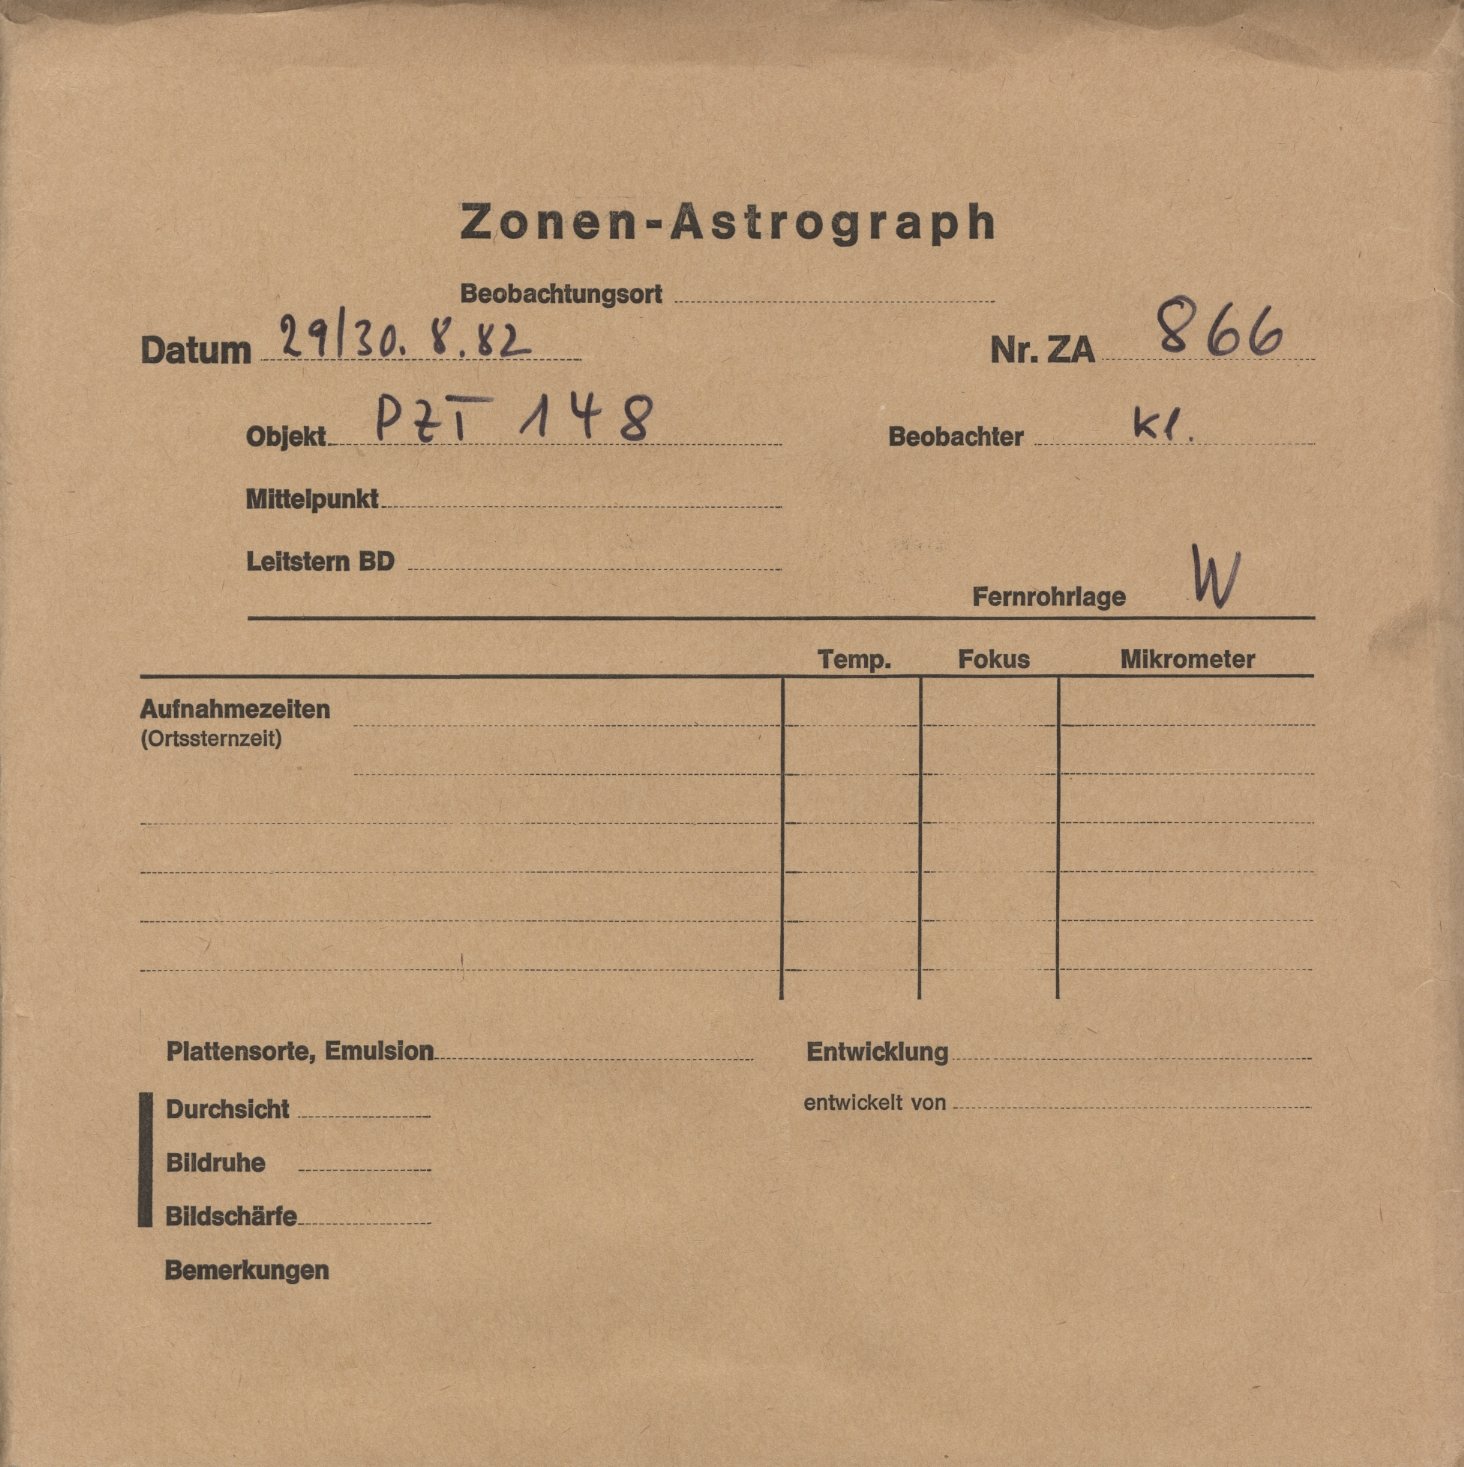 Zonen-Astrograph
Beobachtungsort
Datum 29/30. 8. 82 Nr. ZA 866
Objekt PZT 148 Beobachter Kl.
Mittelpunkt
Leitstern BD
Fernrohrlage W
Temp. Fokus Mikrometer
Aufnahmezeiten
(Ortssternzeit)
Plattensorte, Emulsion Entwicklung
Durchsicht entwickelt von
Bildruhe
Bildschärfe
Bemerkungen